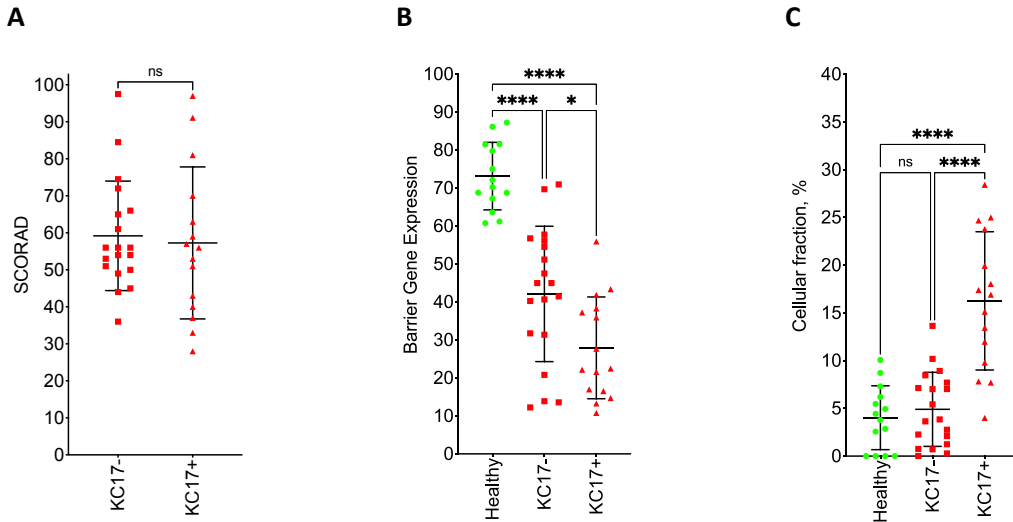 A
SCORAD
100
90
80
70
60
50
40
30
20
10
0
ns
KC17-
KC17+
B
Barrier Gene Expression
100
90
80
70
60
50
40
30
20
10
0
****
**** *
Healthy
KC17-
KC17+
C
Cellular fraction, %
40
35
30
25
20
15
10
5
0
****
ns ****
Healthy
KC17-
KC17+